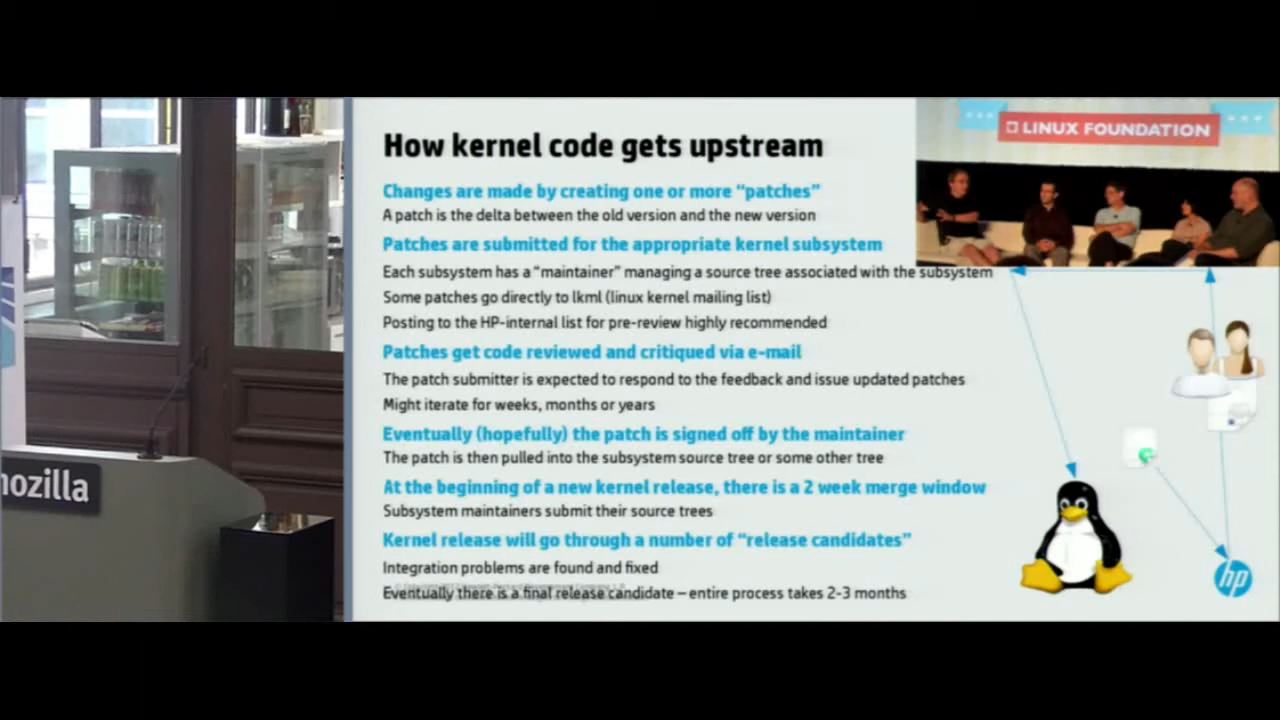 How kernel code gets upstream
Changes are made by creating one or more “patches”
A patch is the delta between the old version and the new version
Patches are submitted for the appropriate kernel subsystem
Each subsystem has a “maintainer” managing a source tree associated with the subsystem
Some patches go directly to lkml (linux kernel mailing list)
Posting to the HP-internal list for pre-review highly recommended
Patches get code reviewed and critiqued via e-mail
The patch submitter is expected to respond to the feedback and issue updated patches
Might iterate for weeks, months or years
Eventually (hopefully) the patch is signed off by the maintainer
The patch is then pulled into the subsystem source tree or some other tree
At the beginning of a new kernel release, there is a 2 week merge window
Subsystem maintainers submit their source trees
Kernel release will go through a number of “release candidates”
Integration problems are found and fixed
Eventually there is a final release candidate – entire process takes 2-3 months
LINUX FOUNDATION
hp
mozilla